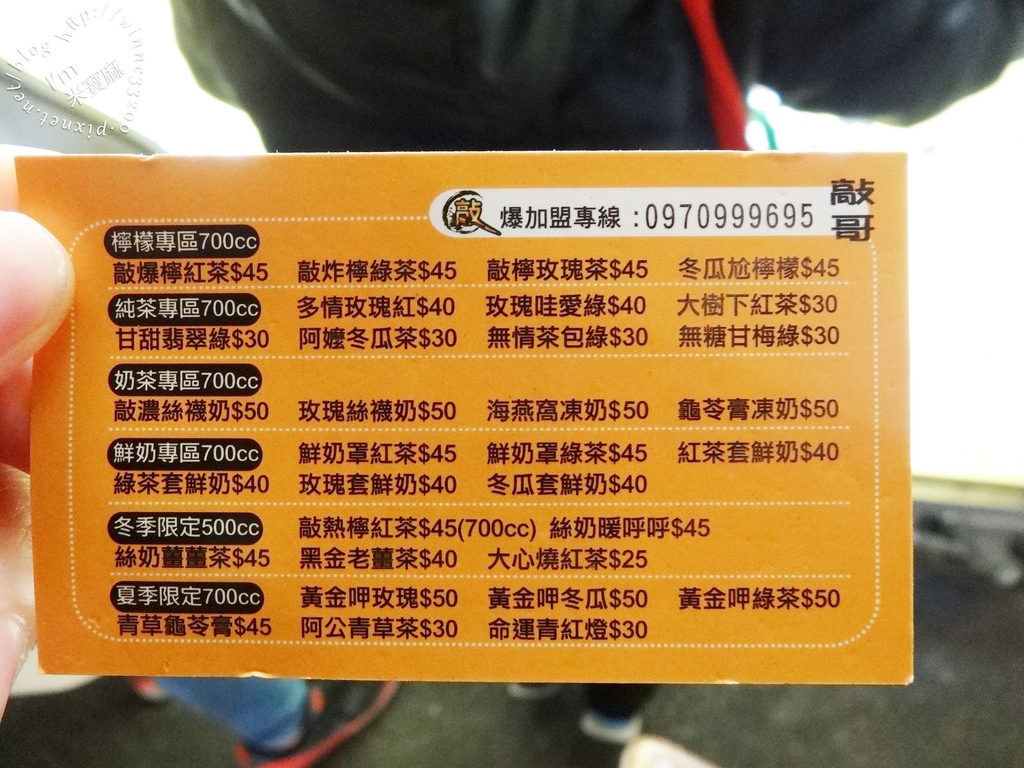 I'm
米寶麻
敲 爆加盟專線:0970999695 敲哥
檸檬專區700cc
敲爆檸紅茶$45 敲炸檸綠茶$45 敲檸玫瑰茶$45 冬瓜尬檸檬$45
純茶專區700cc 多情玫瑰紅$40 玫瑰哇愛綠$40 大樹下紅茶$30
甘甜翡翠綠$30 阿嬤冬瓜茶$30 無情茶包綠$30 無糖甘梅綠$30
奶茶專區700cc
敲濃絲襪奶$50 玫瑰絲襪奶$50 海燕窩凍奶$50 龜苓膏凍奶$50
鮮奶專區700cc 鮮奶罩紅茶$45 鮮奶罩綠茶$45 紅茶套鮮奶$40
綠茶套鮮奶$40 玫瑰套鮮奶$40 冬瓜套鮮奶$40
冬季限定500cc 敲熱檸紅茶$45(700cc) 絲奶暖呼呼$45
絲奶薑薑茶$45 黑金老薑茶$40 大心燒紅茶$25
夏季限定700cc 黃金呷玫瑰$50 黃金呷冬瓜$50 黃金呷綠茶$50
青草龜苓膏$45 阿公青草茶$30 命運青紅燈$30